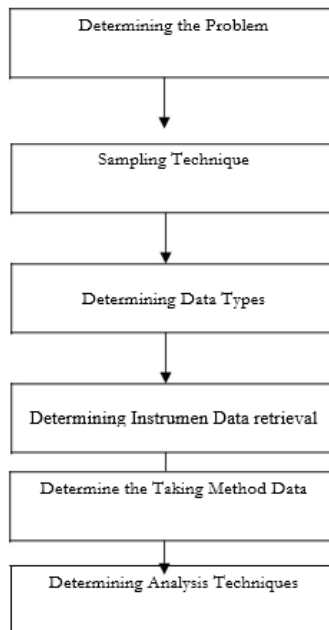 Determining the Problem
Sampling Technique
Determining Data Types
Determining Instrumen Data retrieval
Determine the Taking Method Data
Determining Analysis Techniques